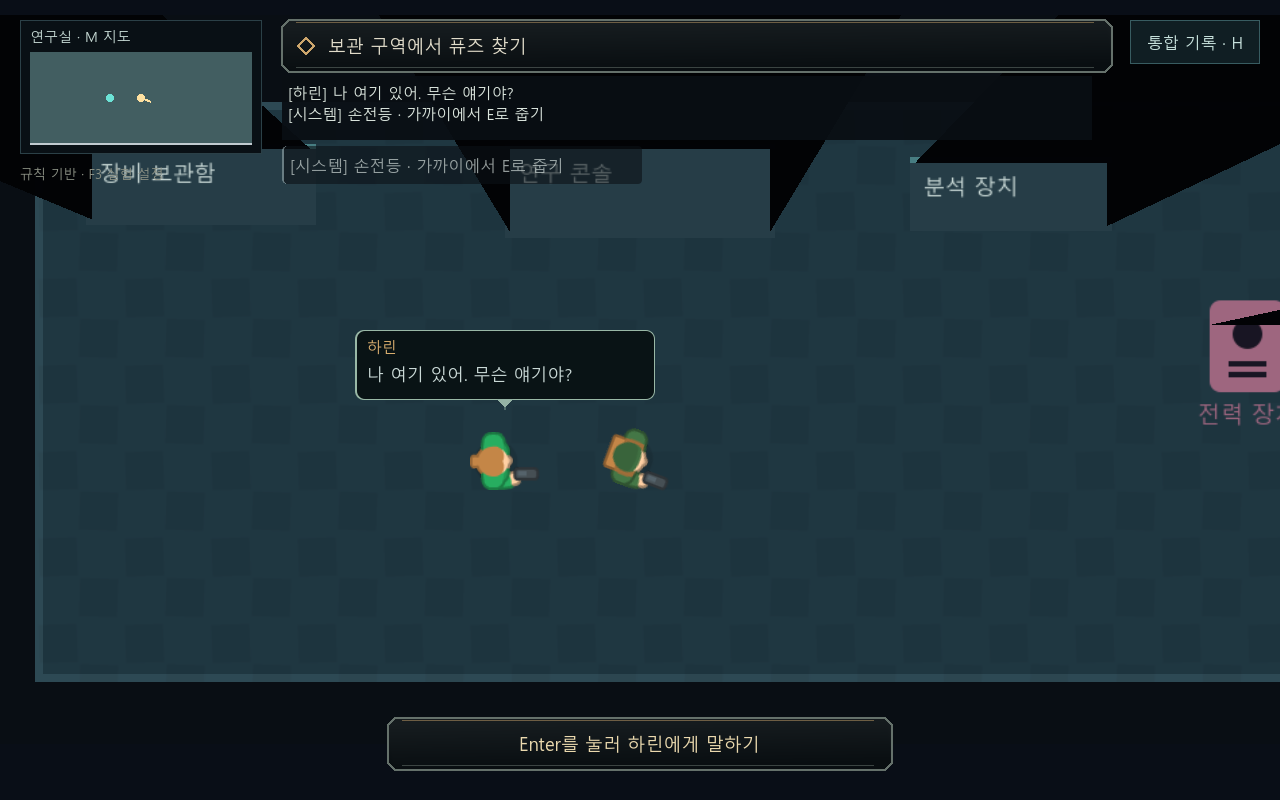 연구실 · M 지도
보관 구역에서 퓨즈 찾기
통합 기록 · H
[하린] 나 여기 있어. 무슨 얘기야?
[시스템] 손전등 · 가까이에서 E로 줍기
[시스템] 손전등 · 가까이에서 E로 줍기
규칙 기반 · F3
장비 보관함
연구 콘솔
분석 장치
하린
나 여기 있어. 무슨 얘기야?
전력
Enter를 눌러 하린에게 말하기